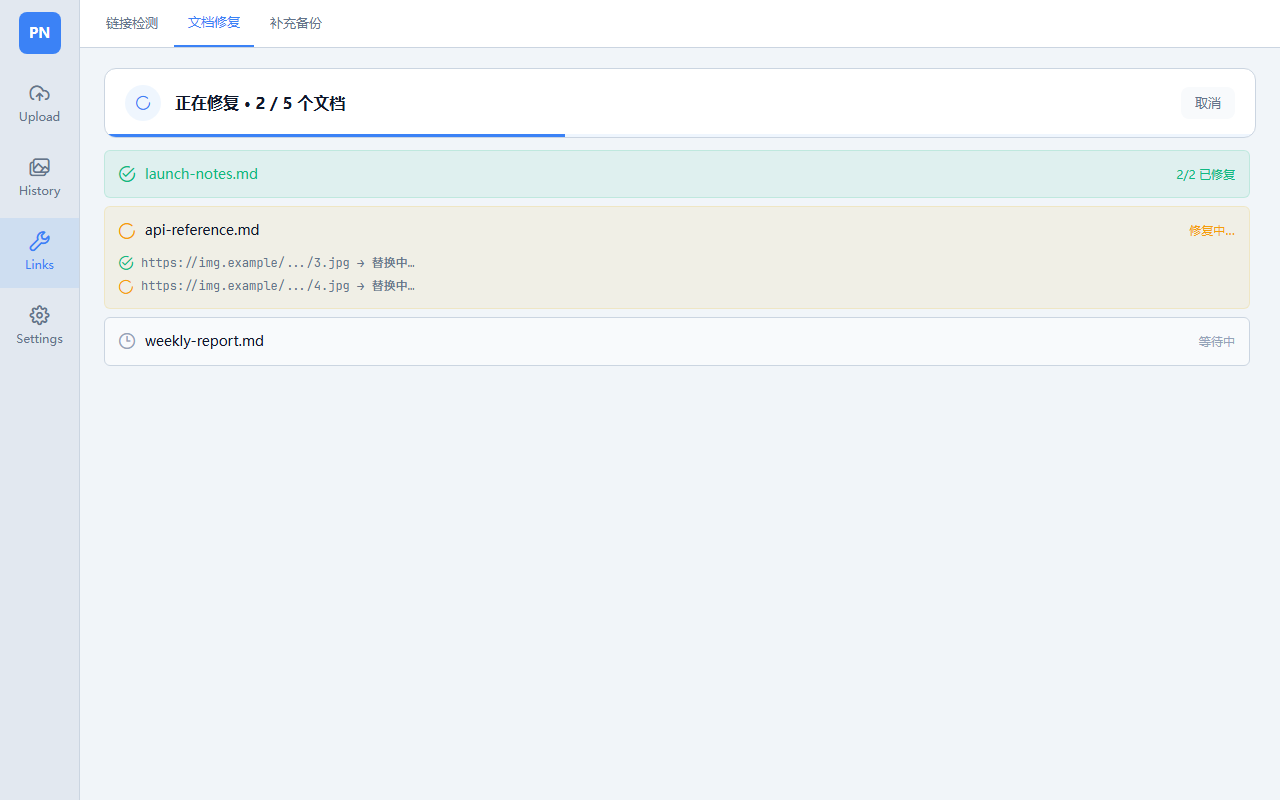 PN
Upload
History
Links
Settings
链接检测
文档修复
补充备份
正在修复 • 2 / 5 个文档
取消
launch-notes.md
2/2 已修复
api-reference.md
修复中...
https://img.example/.../3.jpg → 替换中…
https://img.example/.../4.jpg → 替换中…
weekly-report.md
等待中